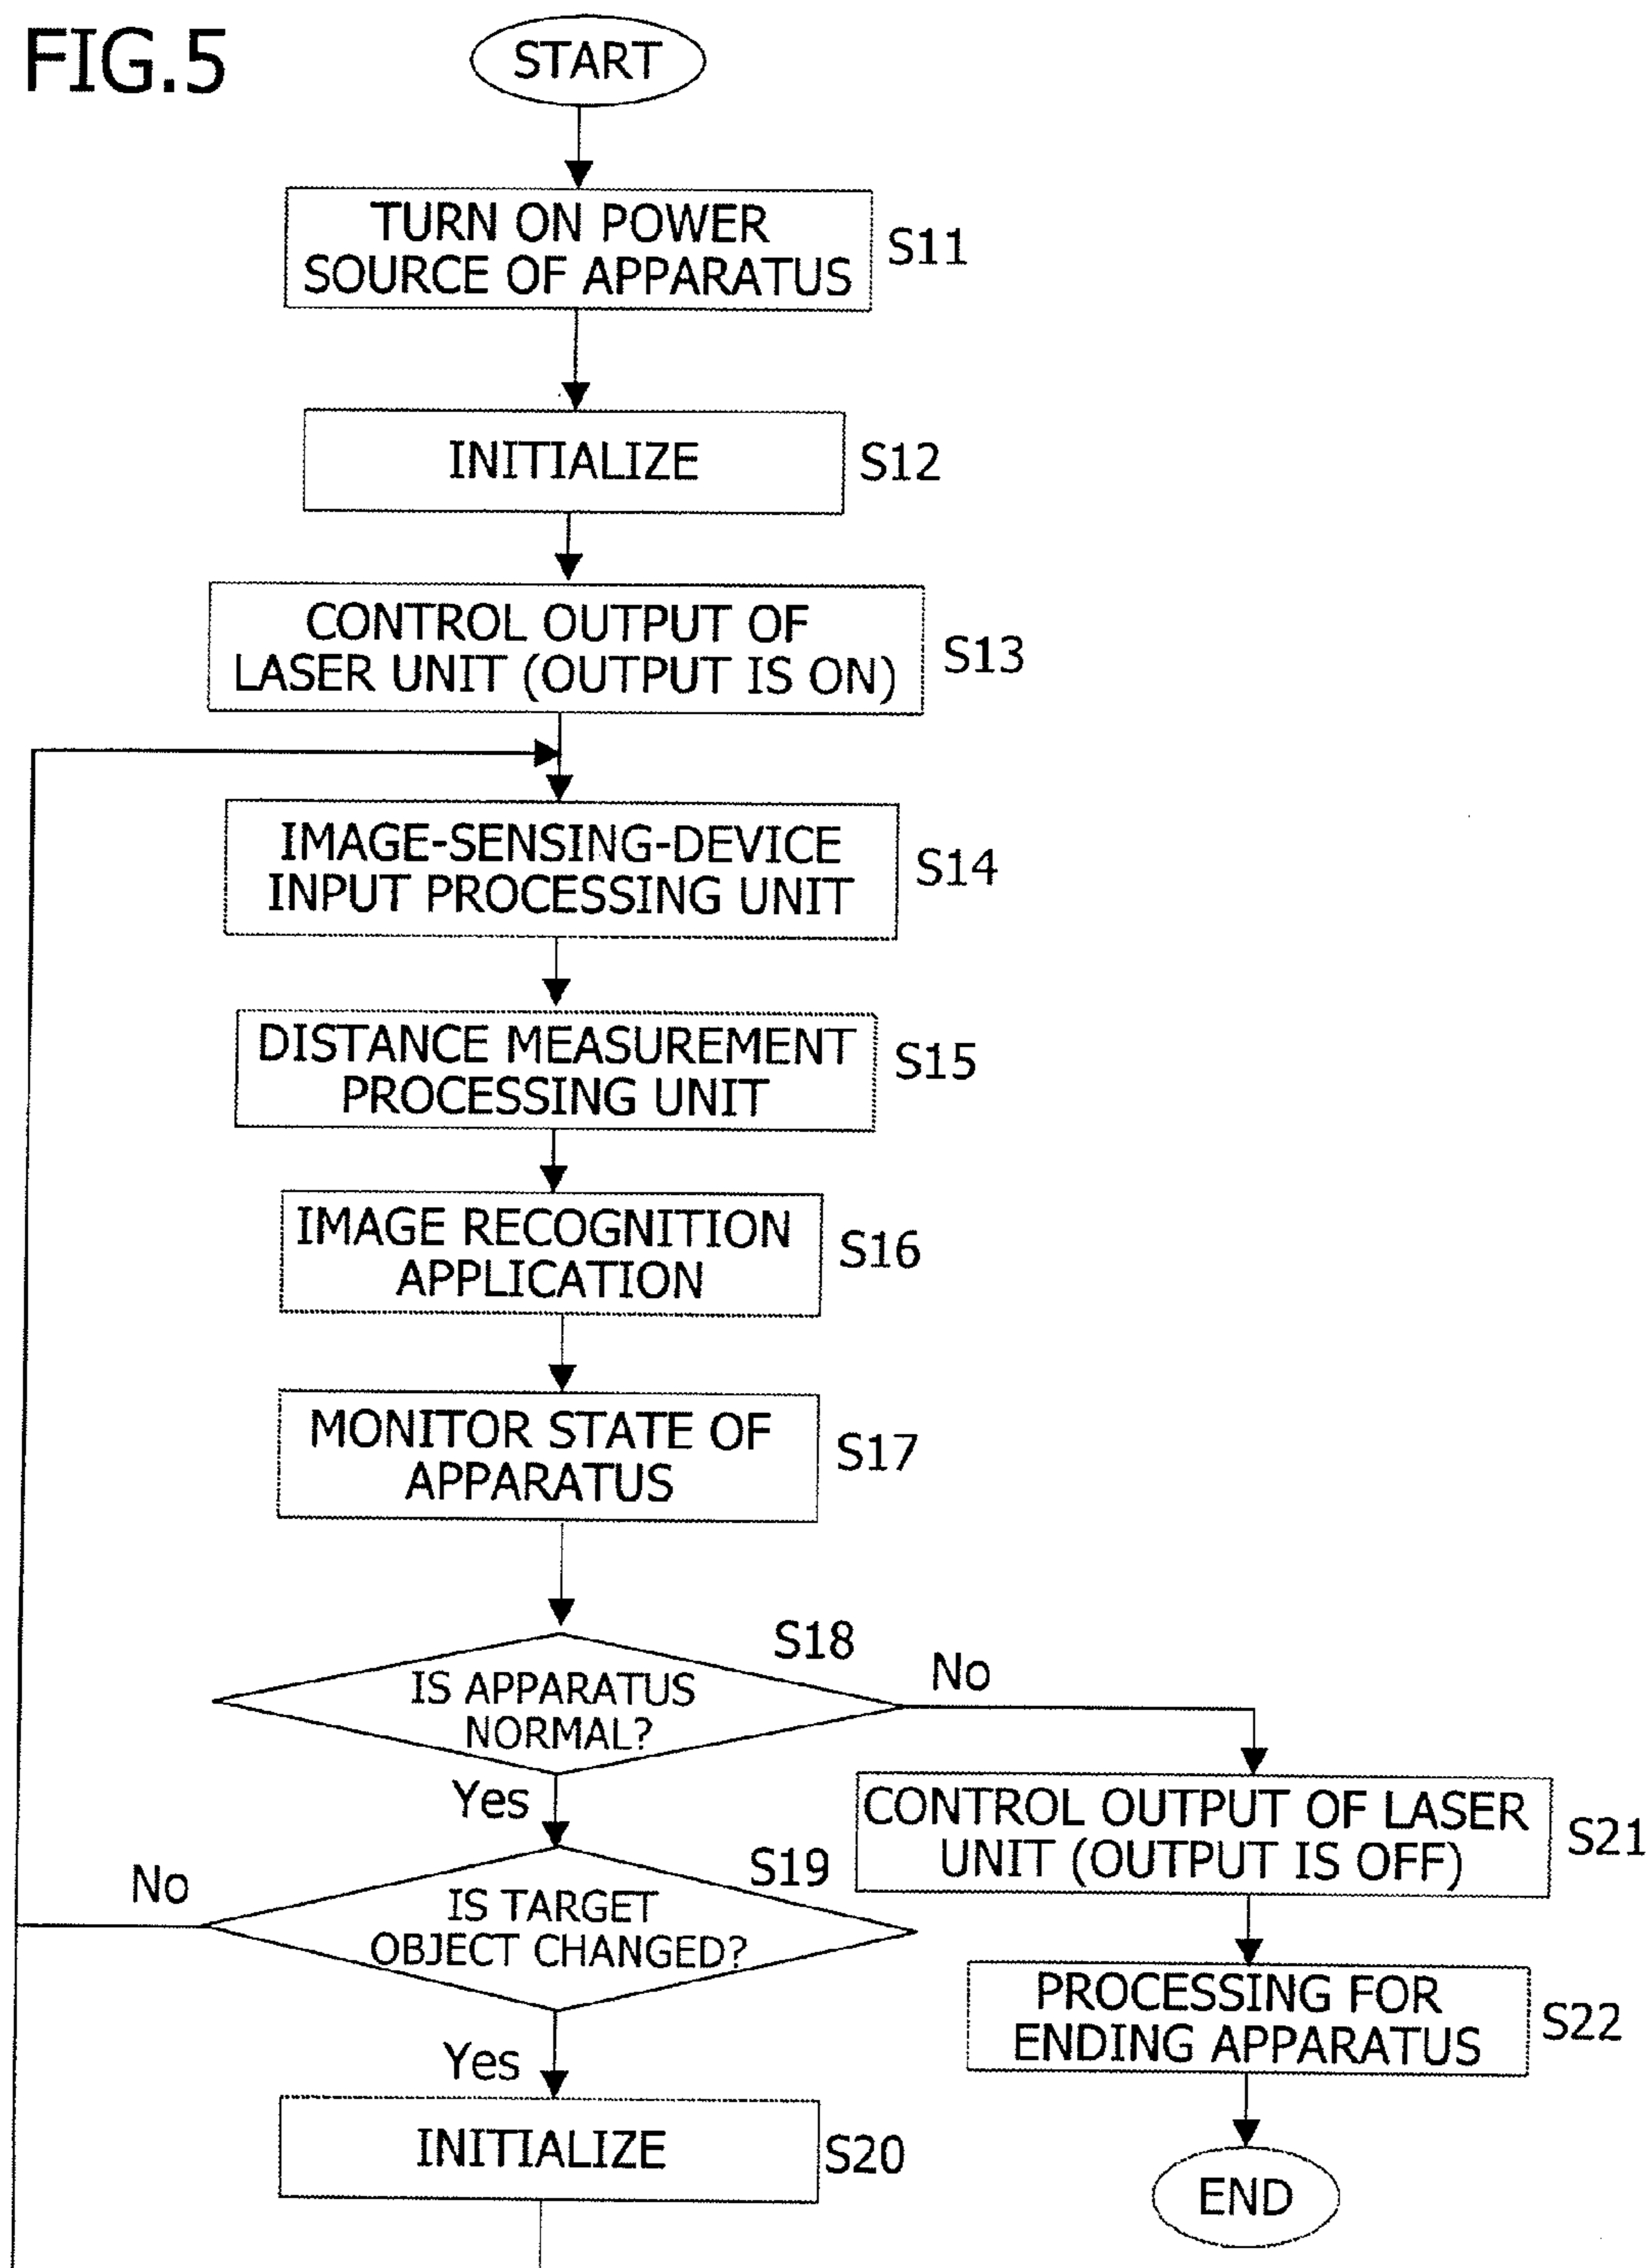 FIG.5
START
TURN ON POWER
SOURCE OF APPARATUS
S11
INITIALIZE
S12
CONTROL OUTPUT OF
LASER UNIT (OUTPUT IS ON)
S13
IMAGE-SENSING-DEVICE
INPUT PROCESSING UNIT
S14
DISTANCE MEASUREMENT
PROCESSING UNIT
S15
IMAGE RECOGNITION
APPLICATION
S16
MONITOR STATE OF
APPARATUS
S17
S18
IS APPARATUS
NORMAL?
No
Yes
S19
IS TARGET
OBJECT CHANGED?
No
Yes
INITIALIZE
S20
CONTROL OUTPUT OF LASER
UNIT (OUTPUT IS OFF)
S21
PROCESSING FOR
ENDING APPARATUS
S22
END